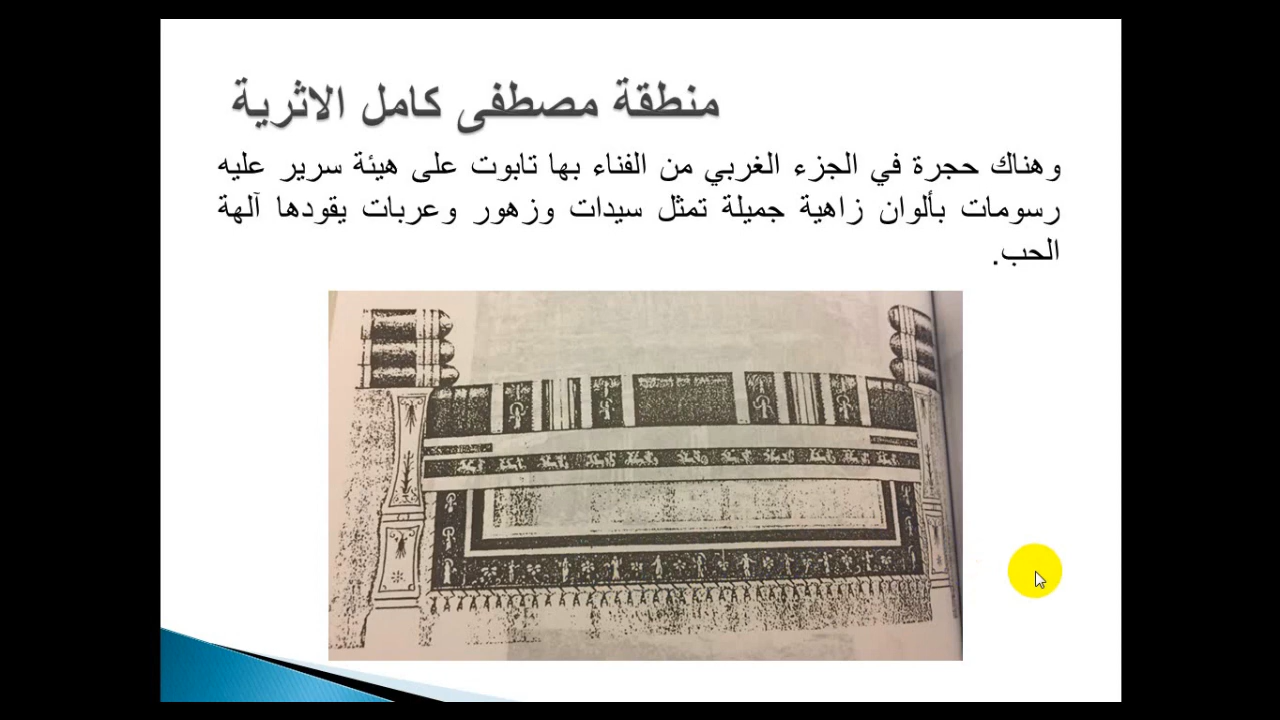 منطقة مصطفى كامل الاثرية
وهناك حجرة في الجزء الغربي من الفناء بها تابوت على هيئة سرير عليه
رسومات بألوان زاهية جميلة تمثل سيدات وزهور وعربات يقودها آلهة
الحب.